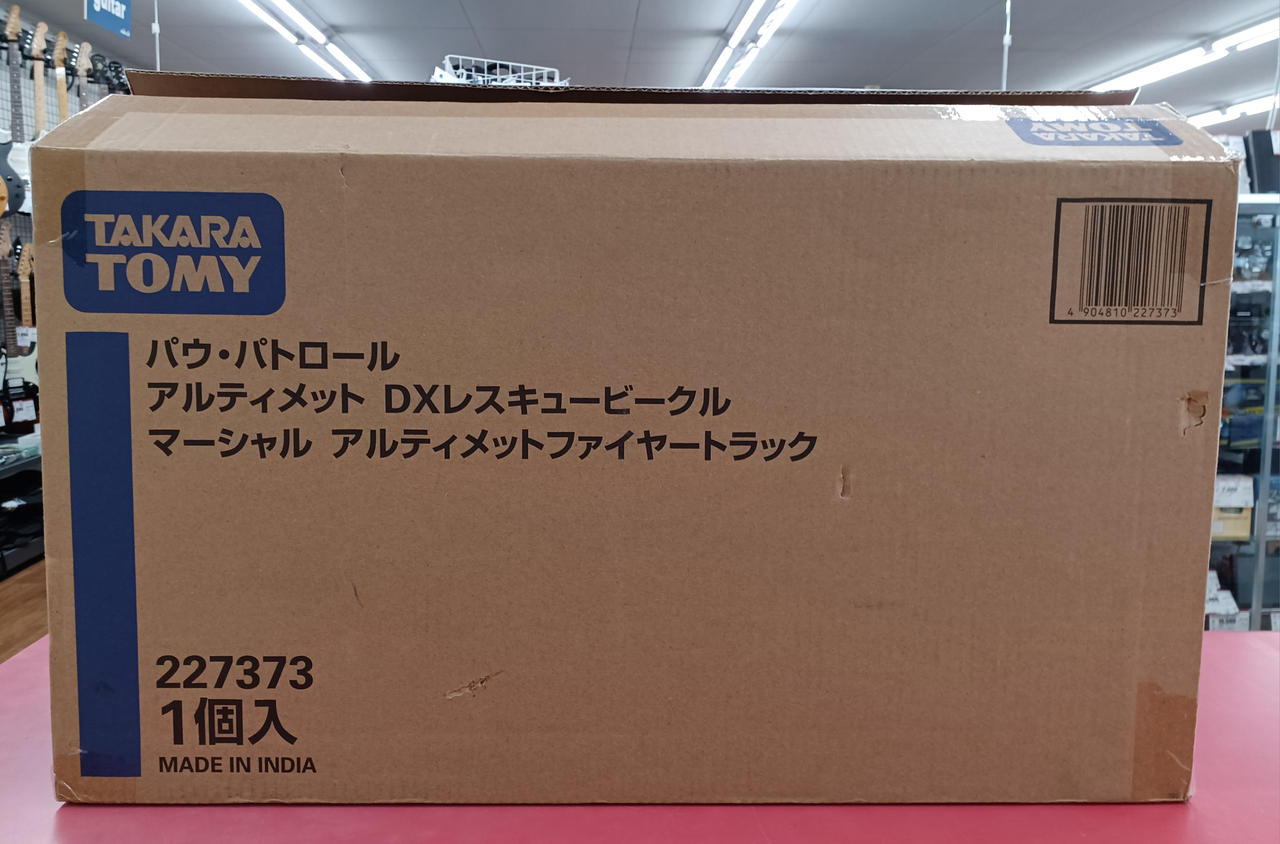 guitar
TAKARA
TOMY
TAKARA
TOMY
4 904810 227373
パウ・パトロール
アルティメット DXレスキュービークル
マーシャル アルティメットファイヤートラック
227373
1個入
MADE IN INDIA